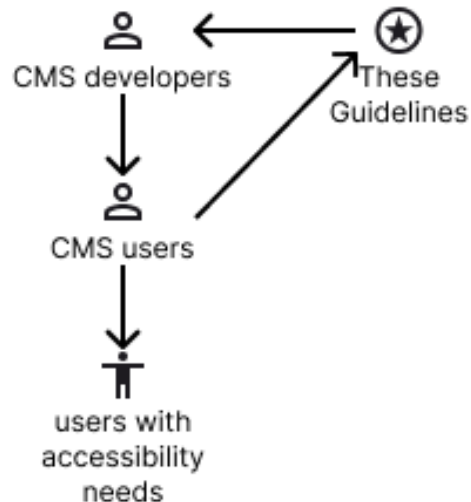 CMS developers
These
Guidelines
CMS users
users with
accessibility
needs